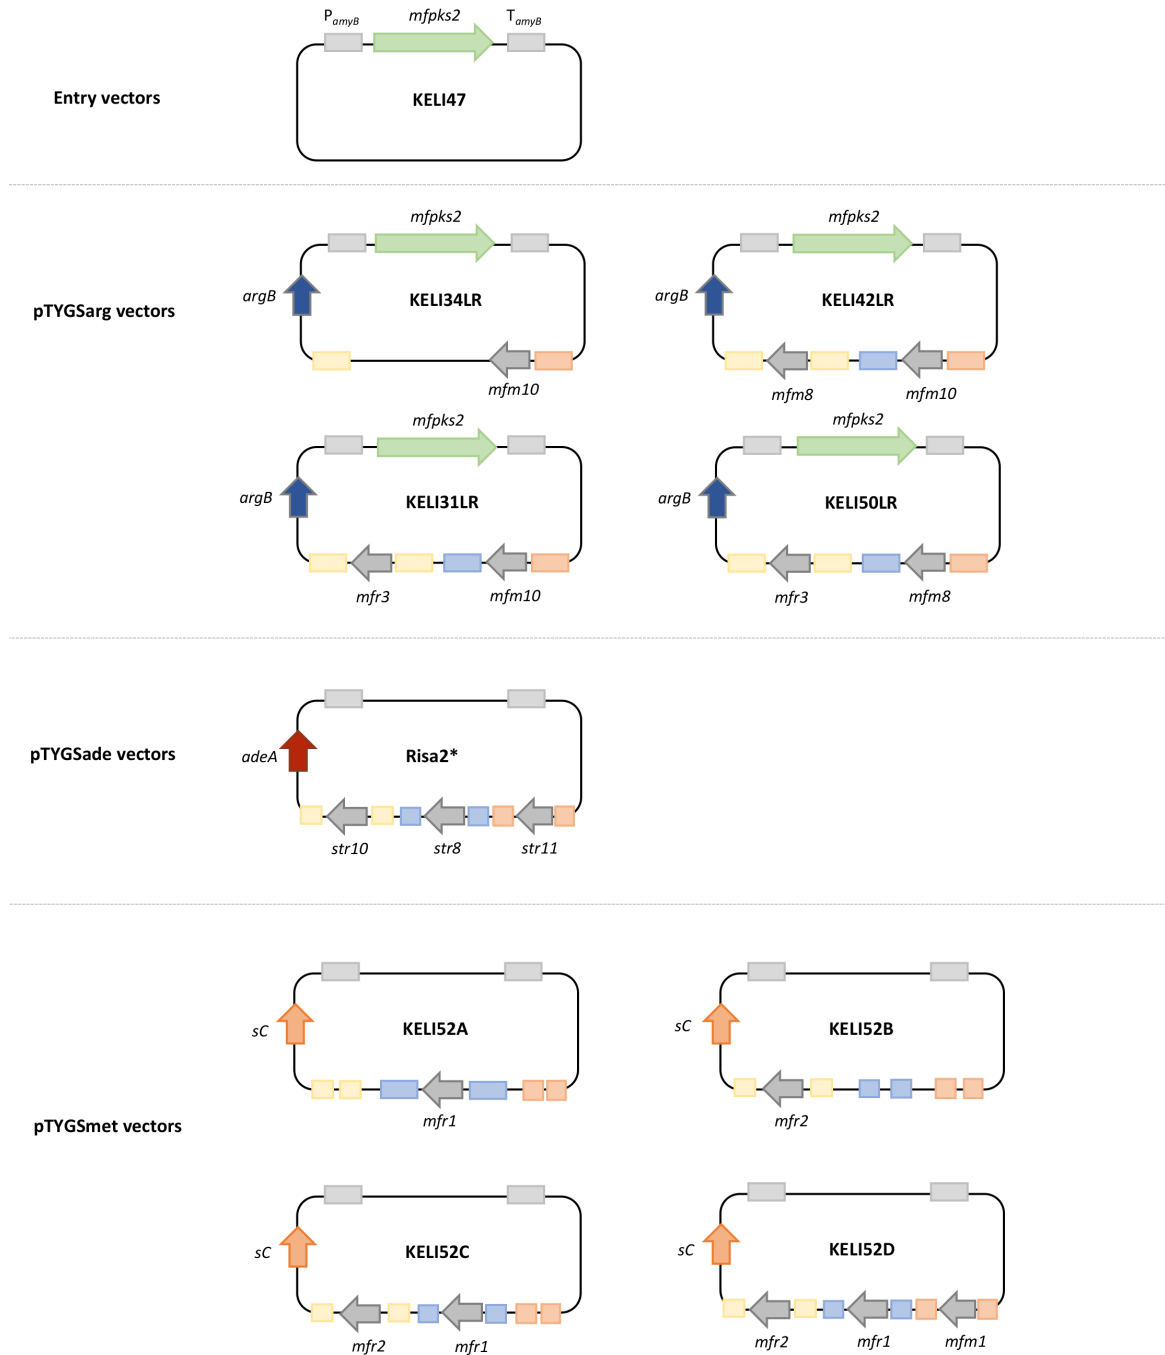 P_amyB mfpks2 T_amyB
Entry vectors
KELI47
mfpks2 mfpks2
argB argB
pTYGSarg vectors
KELI34LR KELI42LR
mfm10 mfm8 mfm10
mfpks2 mfpks2
argB argB
KELI31LR KELI50LR
mfr3 mfm10 mfr3 mfm8
pTYGSade vectors
adeA Risa2*
str10 str8 str11
sC KELI52A sC KELI52B
mfr1 mfr2
pTYGSmet vectors
sC KELI52C sC KELI52D
mfr2 mfr1 mfr2 mfr1 mfm1